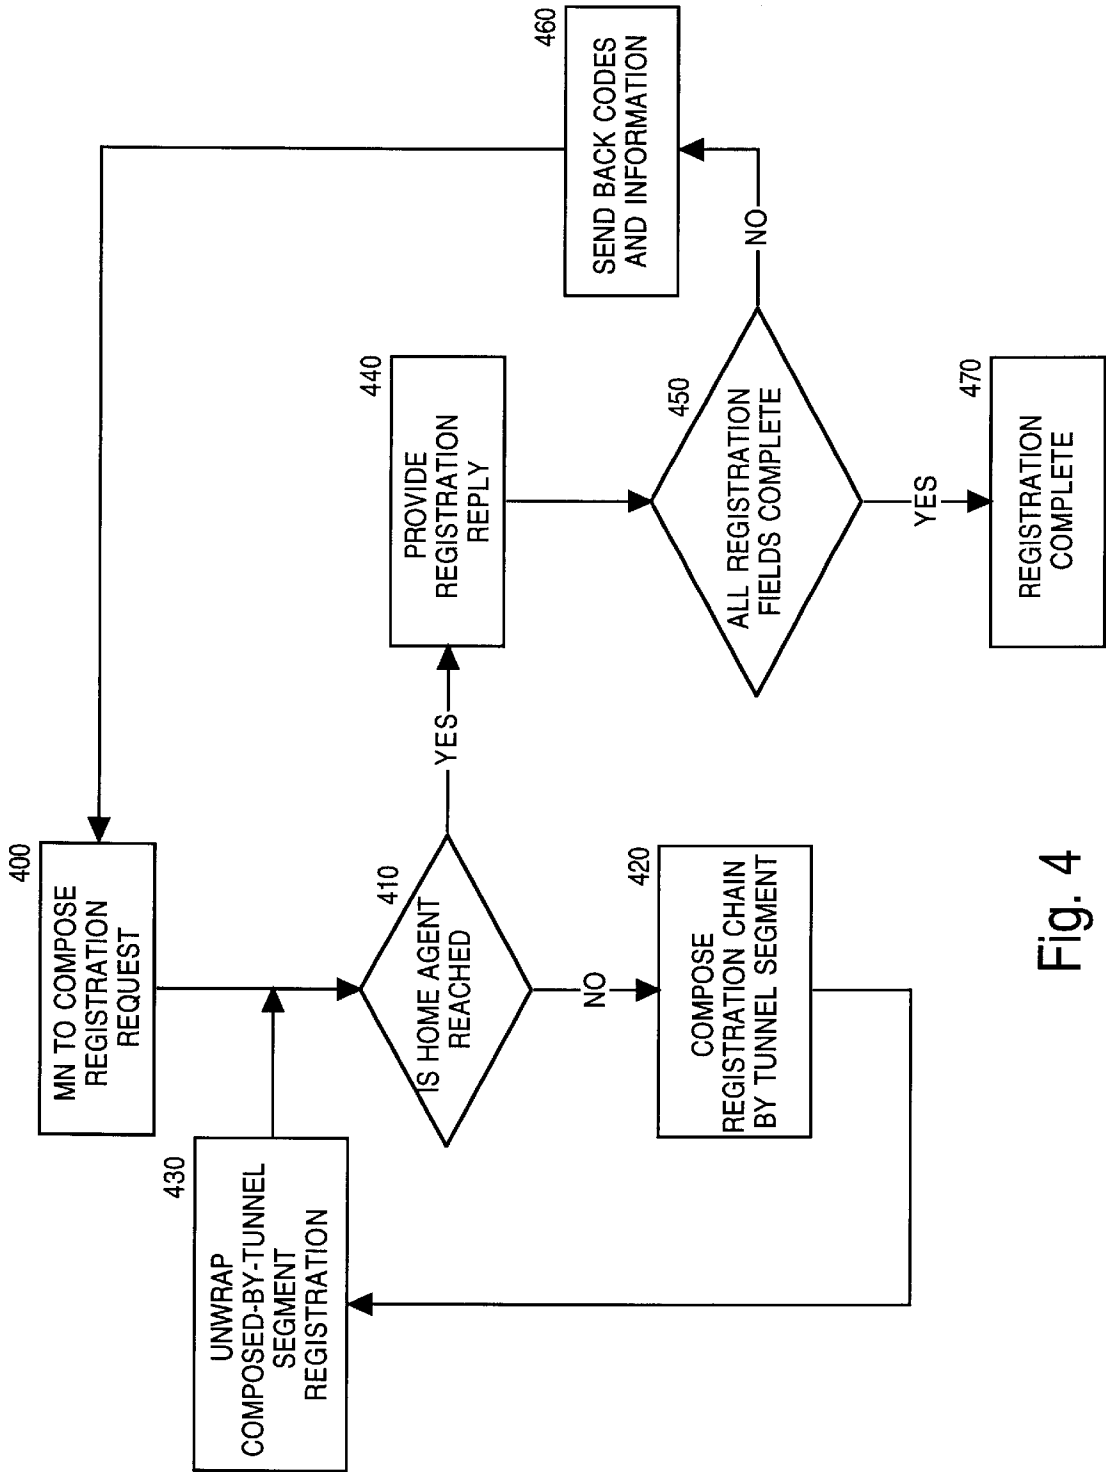 400
MN TO COMPOSE
REGISTRATION
REQUEST
430
UNWRAP
COMPOSED-BY-TUNNEL
SEGMENT
REGISTRATION
410
IS HOME AGENT
REACHED
YES
NO
420
COMPOSE
REGISTRATION CHAIN
BY TUNNEL SEGMENT
440
PROVIDE
REGISTRATION
REPLY
450
ALL REGISTRATION
FIELDS COMPLETE
NO
YES
460
SEND BACK CODES
AND INFORMATION
470
REGISTRATION
COMPLETE
Fig. 4